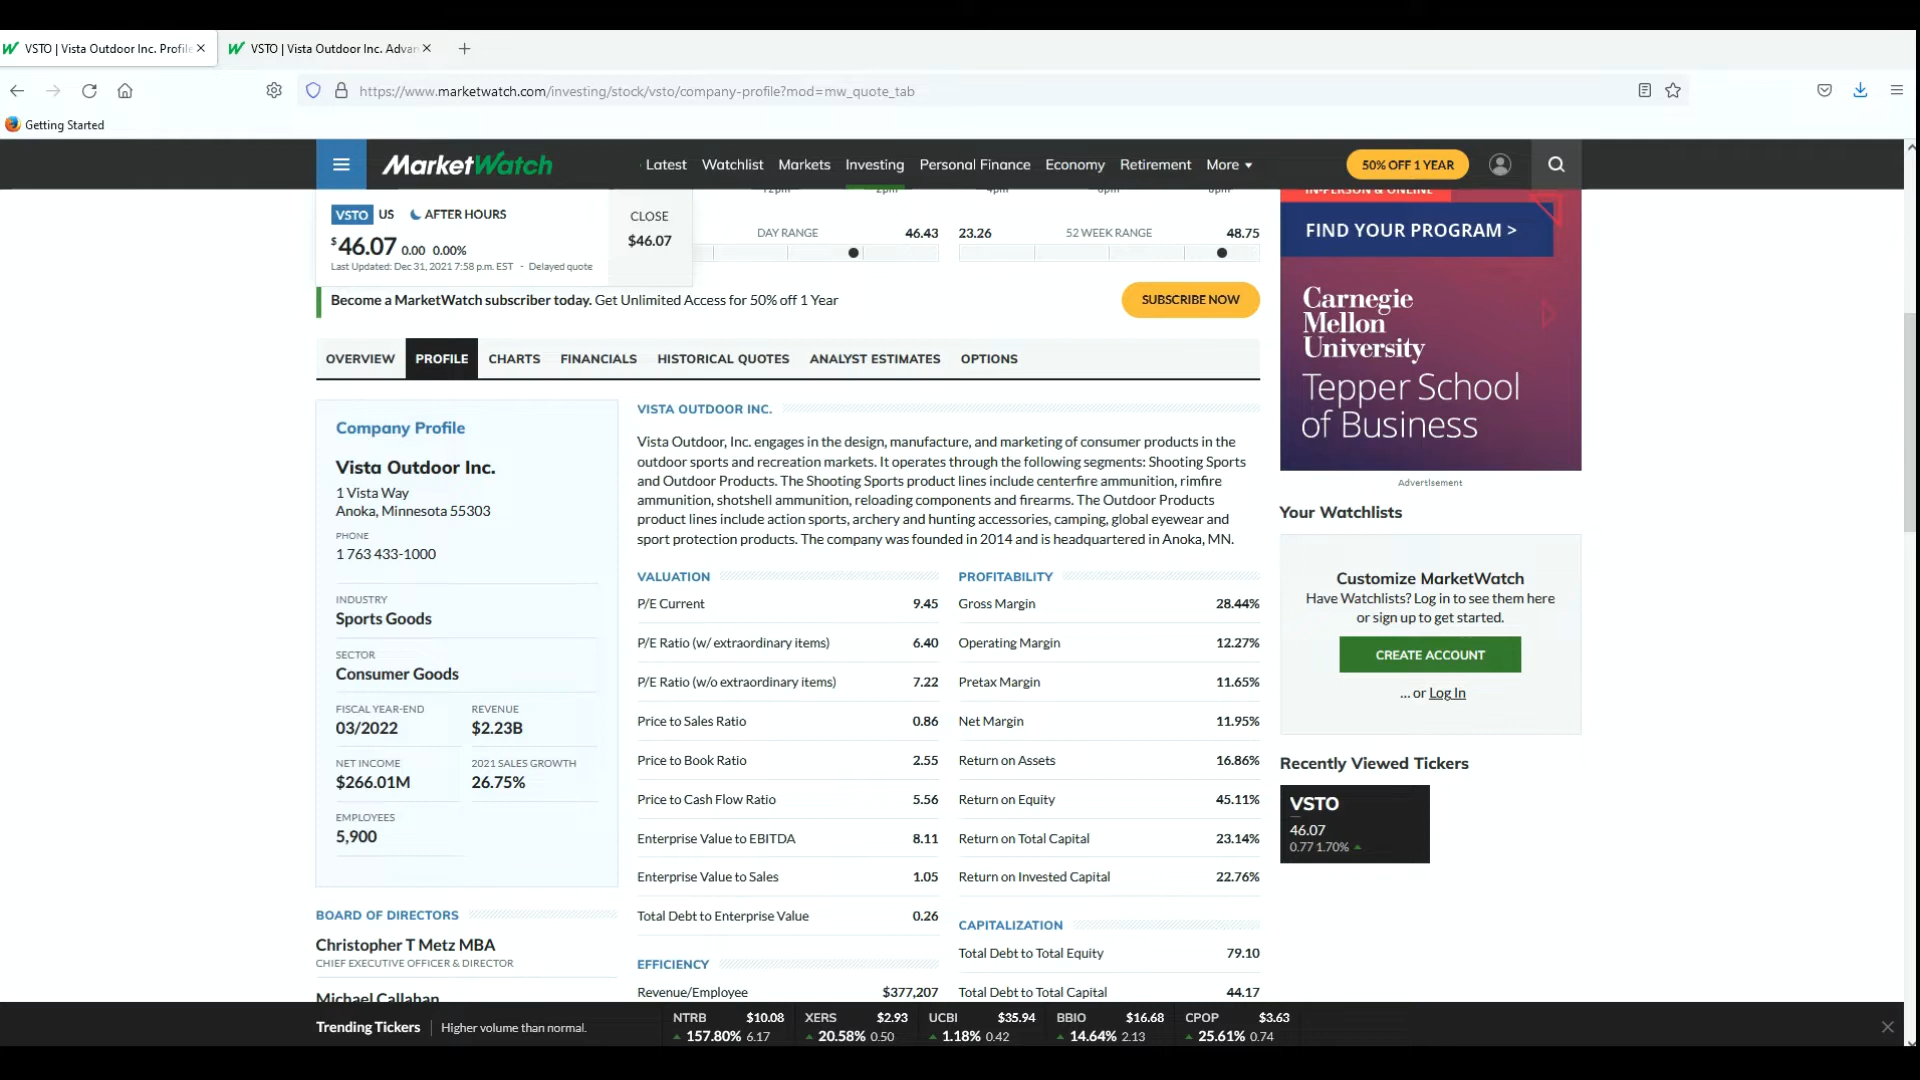 VSTO | Vista Outdoor Inc. Profile
VSTO | Vista Outdoor Inc. Advan
https://www.marketwatch.com/investing/stock/vsto/company-profile?mod=mw_quote_tab
Getting Started
MarketWatch
Latest Watchlist Markets Investing Personal Finance Economy Retirement More
50% OFF 1 YEAR
VSTO US AFTER HOURS
$46.07 0.00 0.00%
Last Updated: Dec 31, 2021 7:58 p.m. EST - Delayed quote
CLOSE
$46.07
DAY RANGE 46.43
23.26 52 WEEK RANGE 48.75
Become a MarketWatch subscriber today. Get Unlimited Access for 50% off 1 Year
SUBSCRIBE NOW
OVERVIEW PROFILE CHARTS FINANCIALS HISTORICAL QUOTES ANALYST ESTIMATES OPTIONS
Company Profile
Vista Outdoor Inc.
1 Vista Way
Anoka, Minnesota 55303
PHONE
1 763 433-1000
INDUSTRY
Sports Goods
SECTOR
Consumer Goods
FISCAL YEAR-END REVENUE
03/2022 $2.23B
NET INCOME 2021 SALES GROWTH
$266.01M 26.75%
EMPLOYEES
5,900
BOARD OF DIRECTORS
Christopher T Metz MBA
CHIEF EXECUTIVE OFFICER & DIRECTOR
Michael Callahan
VISTA OUTDOOR INC.
Vista Outdoor, Inc. engages in the design, manufacture, and marketing of consumer products in the
outdoor sports and recreation markets. It operates through the following segments: Shooting Sports
and Outdoor Products. The Shooting Sports product lines include centerfire ammunition, rimfire
ammunition, shotshell ammunition, reloading components and firearms. The Outdoor Products
product lines include action sports, archery and hunting accessories, camping, global eyewear and
sport protection products. The company was founded in 2014 and is headquartered in Anoka, MN.
VALUATION
P/E Current 9.45
P/E Ratio (w/ extraordinary items) 6.40
P/E Ratio (w/o extraordinary items) 7.22
Price to Sales Ratio 0.86
Price to Book Ratio 2.55
Price to Cash Flow Ratio 5.56
Enterprise Value to EBITDA 8.11
Enterprise Value to Sales 1.05
Total Debt to Enterprise Value 0.26
EFFICIENCY
Revenue/Employee $377,207
PROFITABILITY
Gross Margin 28.44%
Operating Margin 12.27%
Pretax Margin 11.65%
Net Margin 11.95%
Return on Assets 16.86%
Return on Equity 45.11%
Return on Total Capital 23.14%
Return on Invested Capital 22.76%
CAPITALIZATION
Total Debt to Total Equity 79.10
Total Debt to Total Capital 44.17
IN-PERSON & ONLINE
FIND YOUR PROGRAM >
Carnegie
Mellon
University
Tepper School
of Business
Advertisement
Your Watchlists
Customize MarketWatch
Have Watchlists? Log in to see them here
or sign up to get started.
CREATE ACCOUNT
... or Log In
Recently Viewed Tickers
VSTO
46.07
0.77 1.70%
Trending Tickers Higher volume than normal.
NTRB $10.08
157.80% 6.17
XERS $2.93
20.58% 0.50
UCBI $35.94
1.18% 0.42
BBIO $16.68
14.64% 2.13
CPOP $3.63
25.61% 0.74